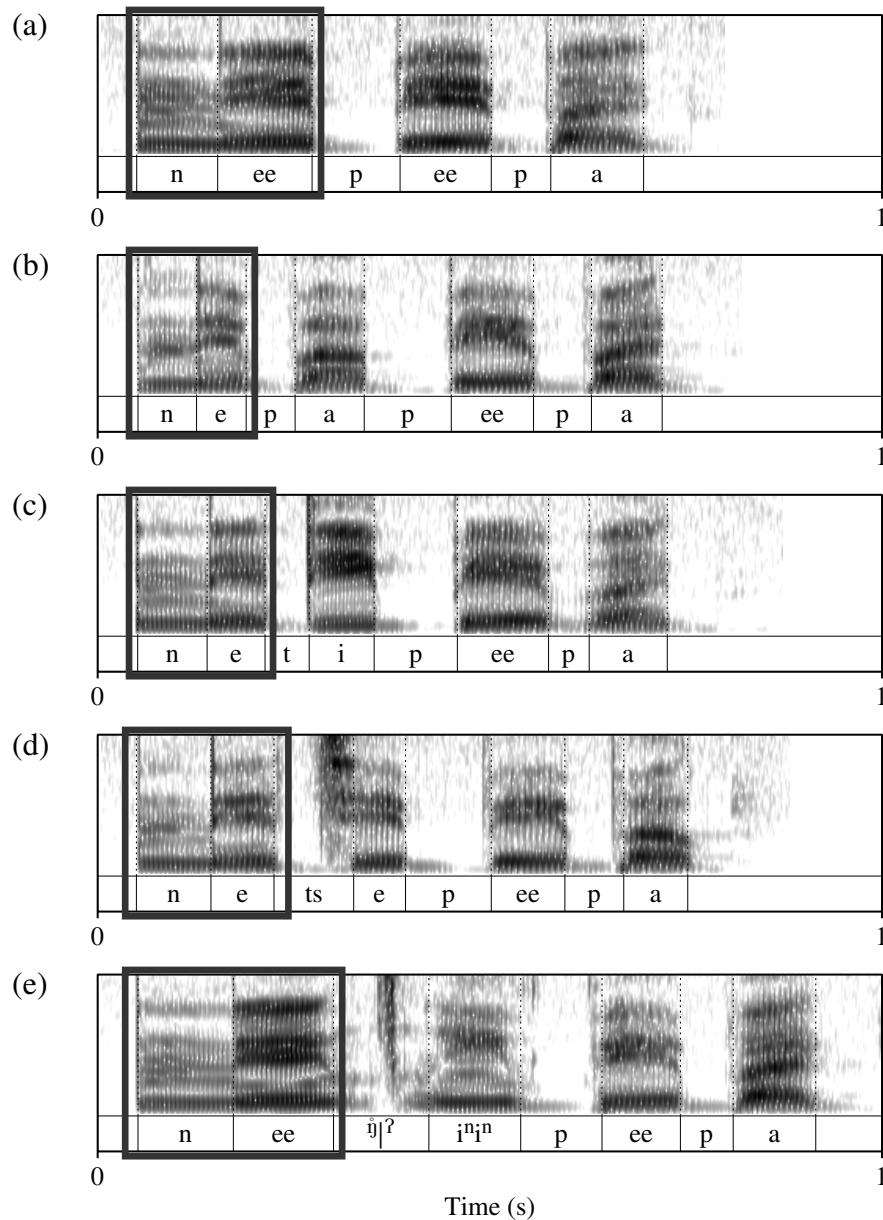 (a)
n ee p ee p a
0 1
(b)
n e p a p ee p a
0 1
(c)
n e t i p ee p a
0 1
(d)
n e ts e p ee p a
0 1
(e)
n ee ŋ̊|ˀ iⁿiⁿ p ee p a
0 1
Time (s)